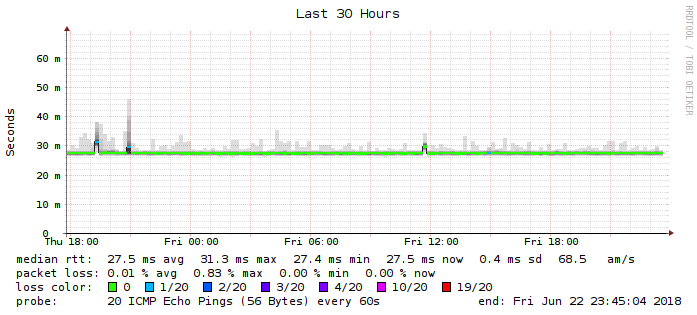 Last 30 Hours
RRDTOOL / TOBI OETIKER
Seconds
60 m
50 m
40 m
30 m
20 m
10 m
0
Thu 18:00 Fri 00:00 Fri 06:00 Fri 12:00 Fri 18:00
median rtt: 27.5 ms avg 31.3 ms max 27.4 ms min 27.5 ms now 0.4 ms sd 68.5 am/s
packet loss: 0.01 % avg 0.83 % max 0.00 % min 0.00 % now
loss color: 0 1/20 2/20 3/20 4/20 10/20 19/20
probe: 20 ICMP Echo Pings (56 Bytes) every 60s end: Fri Jun 22 23:45:04 2018